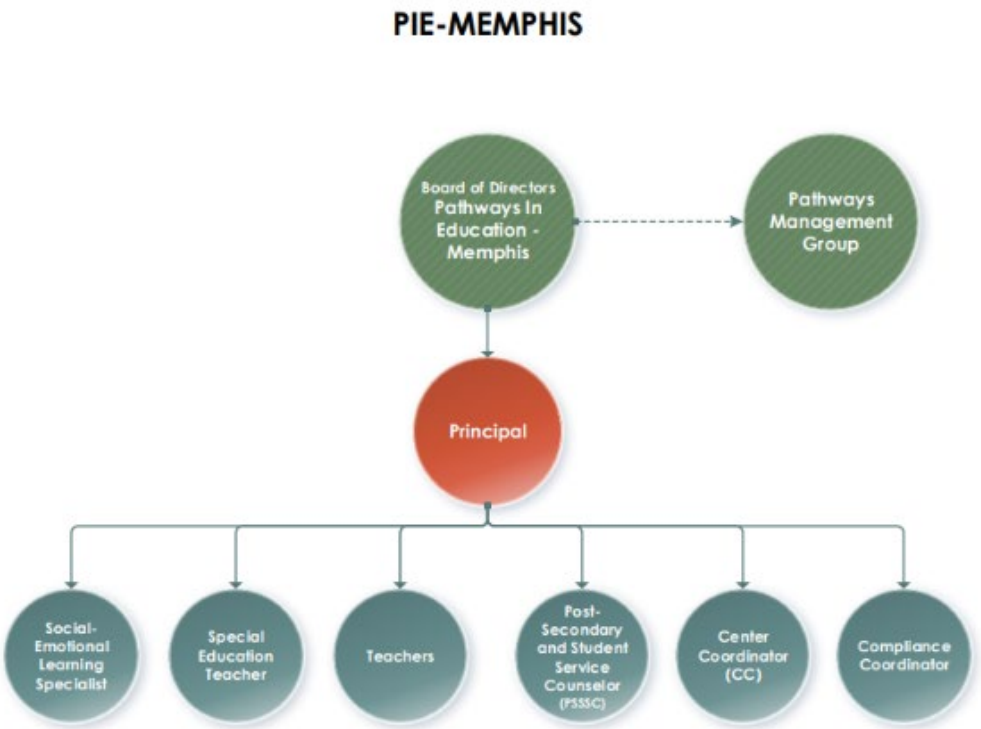 PIE-MEMPHIS
Board of Directors
Pathways In
Education -
Memphis
Pathways
Management
Group
Principal
Social-
Emotional
Learning
Specialist
Special
Education
Teacher
Teachers
Post-
Secondary
and Student
Service
Counselor
(PSSSC)
Center
Coordinator
(CC)
Compliance
Coordinator